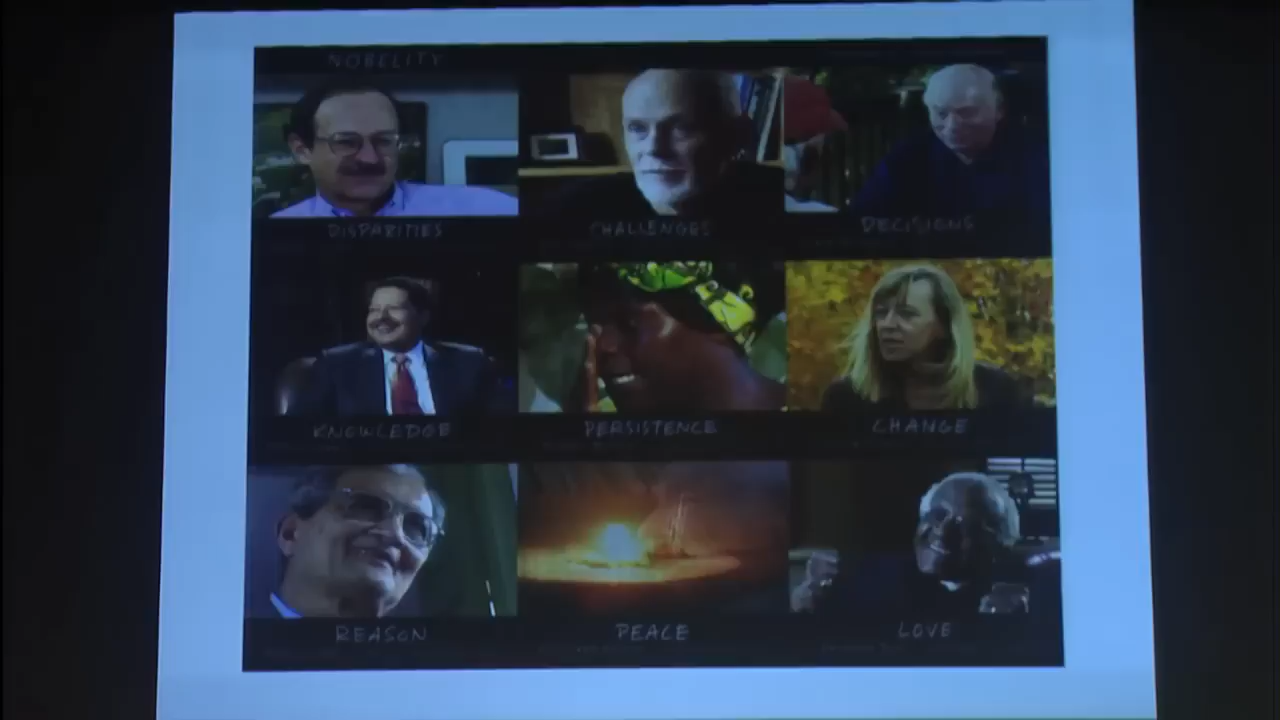 NOBELITY
DISPARITIES
CHALLENGES
DECISIONS
KNOWLEDGE
PERSISTENCE
CHANGE
REASON
PEACE
LOVE